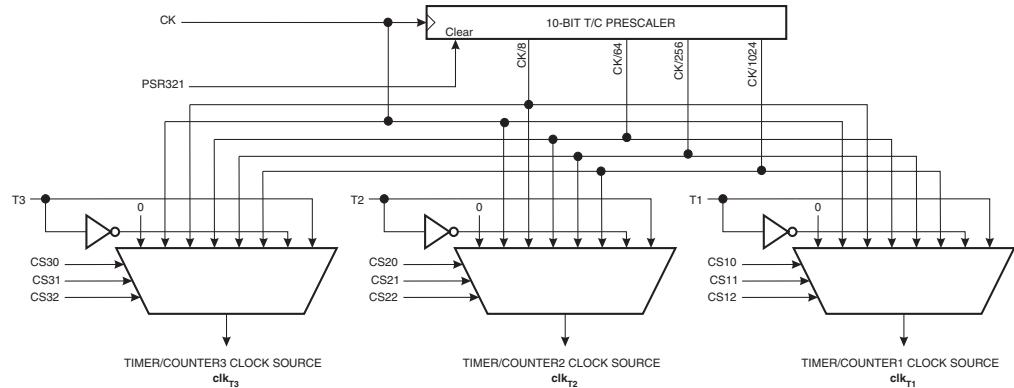 CK
10-BIT T/C PRESCALER
Clear
CK/8
CK/64
CK/256
CK/1024
PSR321
T3
0
T2
0
T1
0
CS30
CS31
CS32
CS20
CS21
CS22
CS10
CS11
CS12
TIMER/COUNTER3 CLOCK SOURCE
clkT3
TIMER/COUNTER2 CLOCK SOURCE
clkT2
TIMER/COUNTER1 CLOCK SOURCE
clkT1